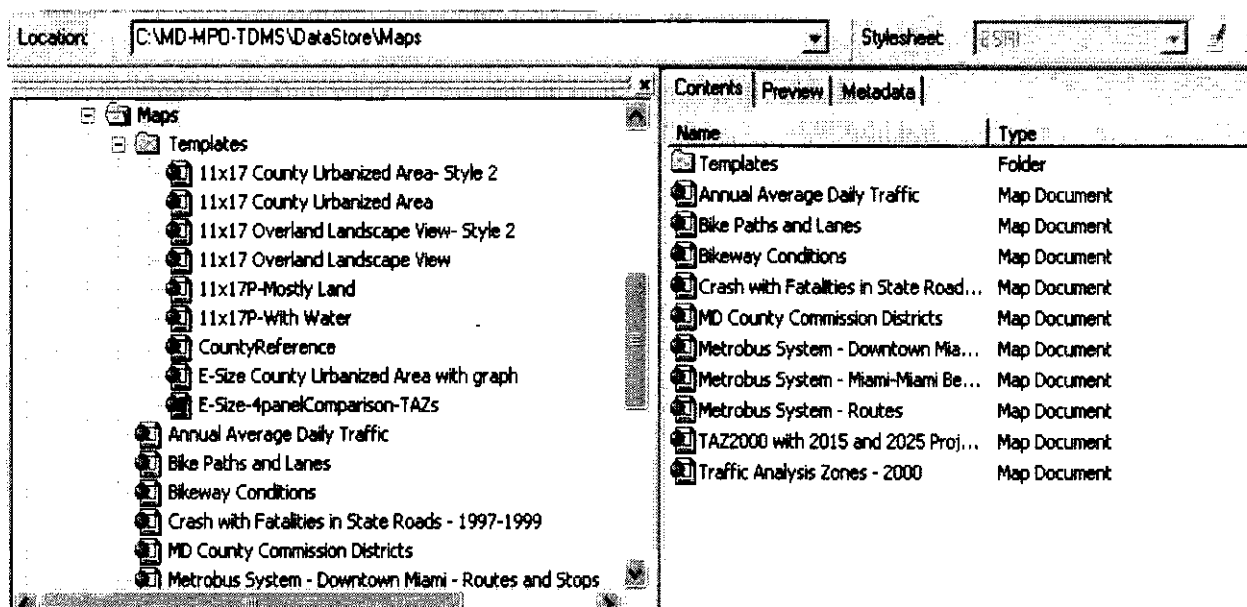 Location: C:\MD-MPO-TDMS\DataStore\Maps Stylesheet:
Maps
Templates
11x17 County Urbanized Area- Style 2
11x17 County Urbanized Area
11x17 Overland Landscape View- Style 2
11x17 Overland Landscape View
11x17P-Mostly Land
11x17P-With Water
CountyReference
E-Size County Urbanized Area with graph
E-Size-4panelComparison-TAZs
Annual Average Daily Traffic
Bike Paths and Lanes
Bikeway Conditions
Crash with Fatalities in State Roads - 1997-1999
MD County Commission Districts
Metrobus System - Downtown Miami - Routes and Stops
Contents Preview Metadata
Name Type
Templates Folder
Annual Average Daily Traffic Map Document
Bike Paths and Lanes Map Document
Bikeway Conditions Map Document
Crash with Fatalities in State Road... Map Document
MD County Commission Districts Map Document
Metrobus System - Downtown Mia... Map Document
Metrobus System - Miami-Miami Be... Map Document
Metrobus System - Routes Map Document
TAZ2000 with 2015 and 2025 Proj... Map Document
Traffic Analysis Zones - 2000 Map Document